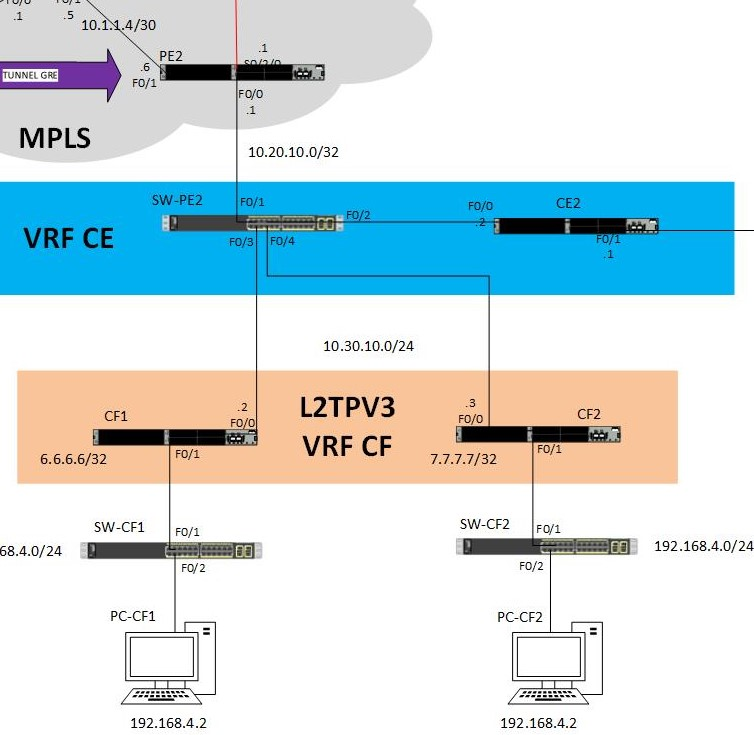 F0/0
F0/1
.1
.5
10.1.1.4/30
PE2
.1
S0/2/0
.6
TUNNEL GRE
F0/1
F0/0
.1
MPLS
10.20.10.0/32
SW-PE2
F0/1
F0/2
F0/0
CE2
.2
VRF CE
F0/3
F0/4
F0/1
.1
10.30.10.0/24
CF1
.2
F0/0
L2TPV3
VRF CF
.3
F0/0
CF2
6.6.6.6/32
F0/1
7.7.7.7/32
F0/1
SW-CF1
F0/1
SW-CF2
F0/1
68.4.0/24
192.168.4.0/24
F0/2
F0/2
PC-CF1
PC-CF2
192.168.4.2
192.168.4.2